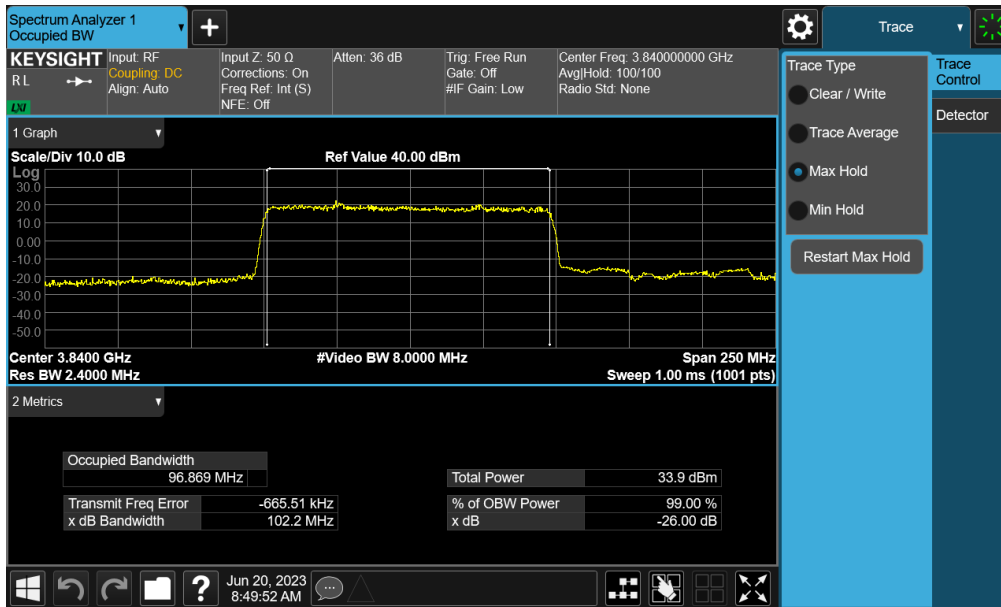 Spectrum Analyzer 1
Occupied BW
+
Trace
KEYSIGHT
R L
LXI
Input: RF
Coupling: DC
Align: Auto
Input Z: 50 Ω
Corrections: On
Freq Ref: Int (S)
NFE: Off
Atten: 36 dB
Trig: Free Run
Gate: Off
#IF Gain: Low
Center Freq: 3.840000000 GHz
Avg|Hold: 100/100
Radio Std: None
Trace Type
Clear / Write
Trace Average
Max Hold
Min Hold
Restart Max Hold
Trace
Control
Detector
1 Graph
Scale/Div 10.0 dB
Ref Value 40.00 dBm
Log
30.0
20.0
10.0
0.00
-10.0
-20.0
-30.0
-40.0
-50.0
Center 3.8400 GHz
#Video BW 8.0000 MHz
Span 250 MHz
Res BW 2.4000 MHz
Sweep 1.00 ms (1001 pts)
2 Metrics
Occupied Bandwidth
96.869 MHz
Total Power 33.9 dBm
Transmit Freq Error -665.51 kHz
% of OBW Power 99.00 %
x dB Bandwidth 102.2 MHz
x dB -26.00 dB
?
Jun 20, 2023
8:49:52 AM